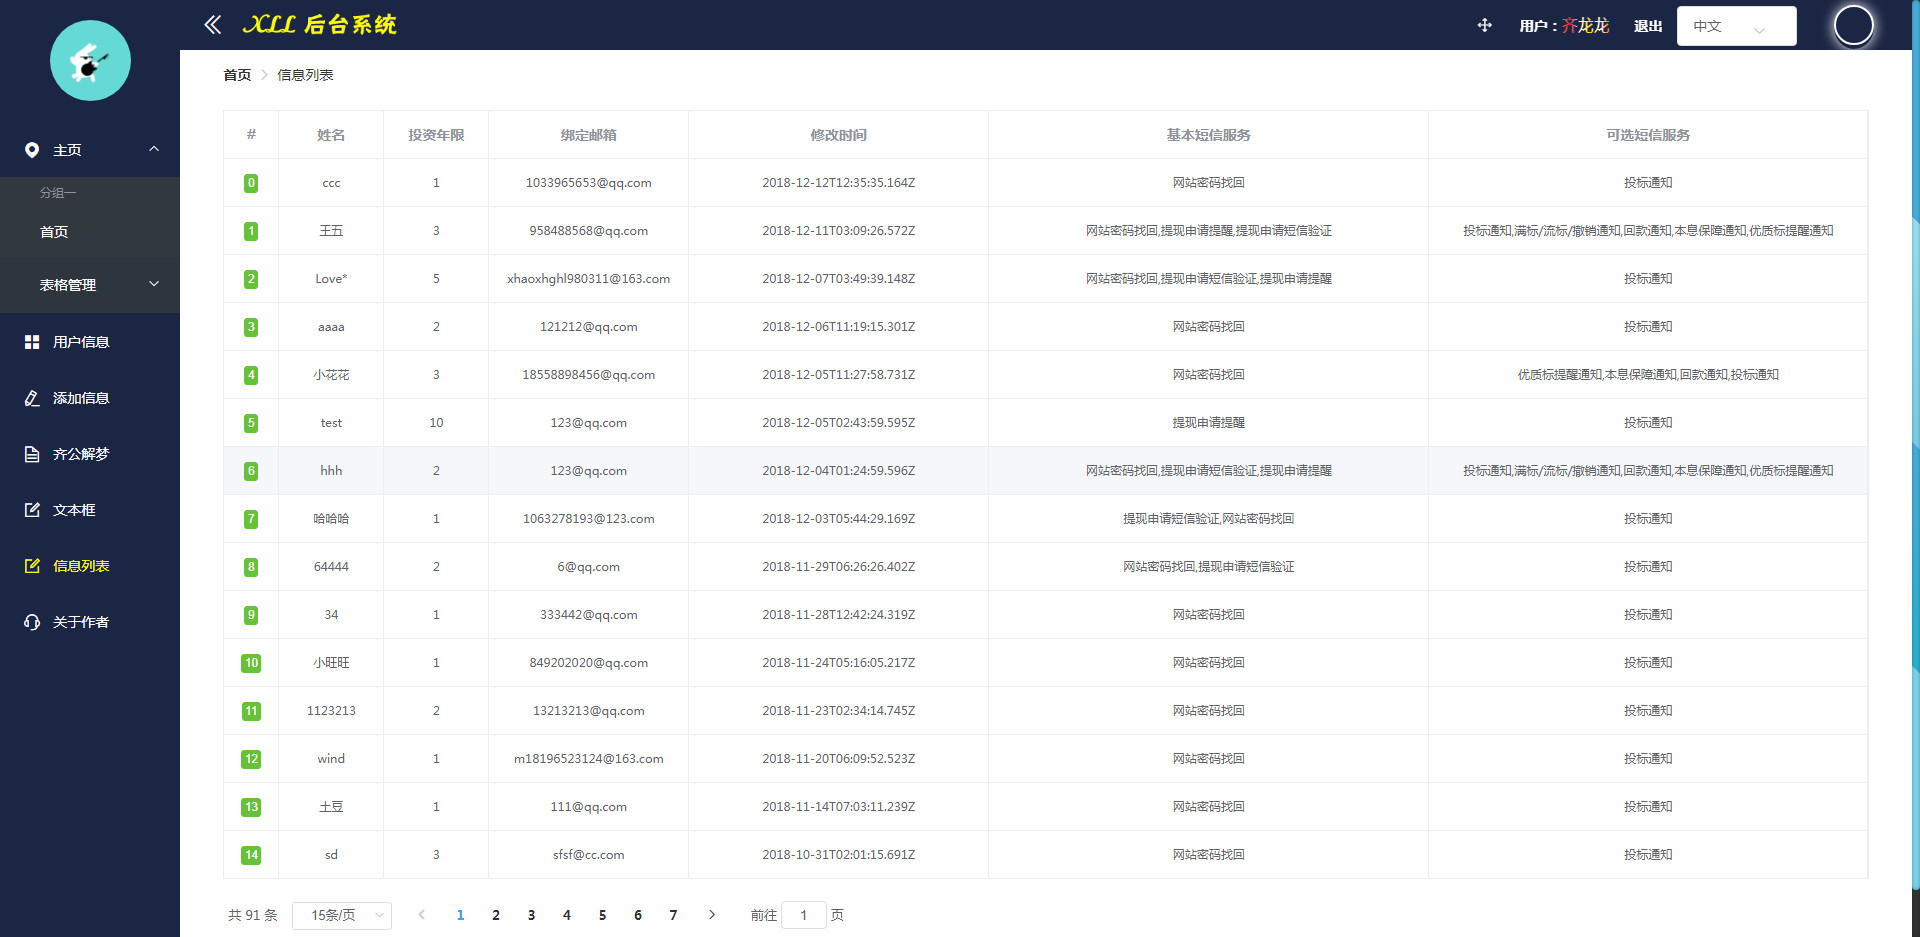 XLL 后台系统
用户：齐龙龙 退出 中文
首页 信息列表
主页
分组一
首页
表格管理
用户信息
添加信息
齐公解梦
文本框
信息列表
关于作者
# 姓名 投资年限 绑定邮箱 修改时间 基本短信服务 可选短信服务
0 ccc 1 1033965653@qq.com 2018-12-12T12:35:35.164Z 网站密码找回 投标通知
1 王五 3 958488568@qq.com 2018-12-11T03:09:26.572Z 网站密码找回,提现申请提醒,提现申请短信验证 投标通知,满标/流标/撤销通知,回款通知,本息保障通知,优质标提醒通知
2 Love* 5 xhaoxhghl980311@163.com 2018-12-07T03:49:39.148Z 网站密码找回,提现申请短信验证,提现申请提醒 投标通知
3 aaaa 2 121212@qq.com 2018-12-06T11:19:15.301Z 网站密码找回 投标通知
4 小花花 3 18558898456@qq.com 2018-12-05T11:27:58.731Z 网站密码找回 优质标提醒通知,本息保障通知,回款通知,投标通知
5 test 10 123@qq.com 2018-12-05T02:43:59.595Z 提现申请提醒 投标通知
6 hhh 2 123@qq.com 2018-12-04T01:24:59.596Z 网站密码找回,提现申请短信验证,提现申请提醒 投标通知,满标/流标/撤销通知,回款通知,本息保障通知,优质标提醒通知
7 哈哈哈 1 1063278193@123.com 2018-12-03T05:44:29.169Z 提现申请短信验证,网站密码找回 投标通知
8 64444 2 6@qq.com 2018-11-29T06:26:26.402Z 网站密码找回,提现申请短信验证 投标通知
9 34 1 333442@qq.com 2018-11-28T12:42:24.319Z 网站密码找回 投标通知
10 小旺旺 1 849202020@qq.com 2018-11-24T05:16:05.217Z 网站密码找回 投标通知
11 1123213 2 13213213@qq.com 2018-11-23T02:34:14.745Z 网站密码找回 投标通知
12 wind 1 m18196523124@163.com 2018-11-20T06:09:52.523Z 网站密码找回 投标通知
13 土豆 1 111@qq.com 2018-11-14T07:03:11.239Z 网站密码找回 投标通知
14 sd 3 sfsf@cc.com 2018-10-31T02:01:15.691Z 网站密码找回 投标通知
共 91 条 15条/页 1 2 3 4 5 6 7 前往 1 页